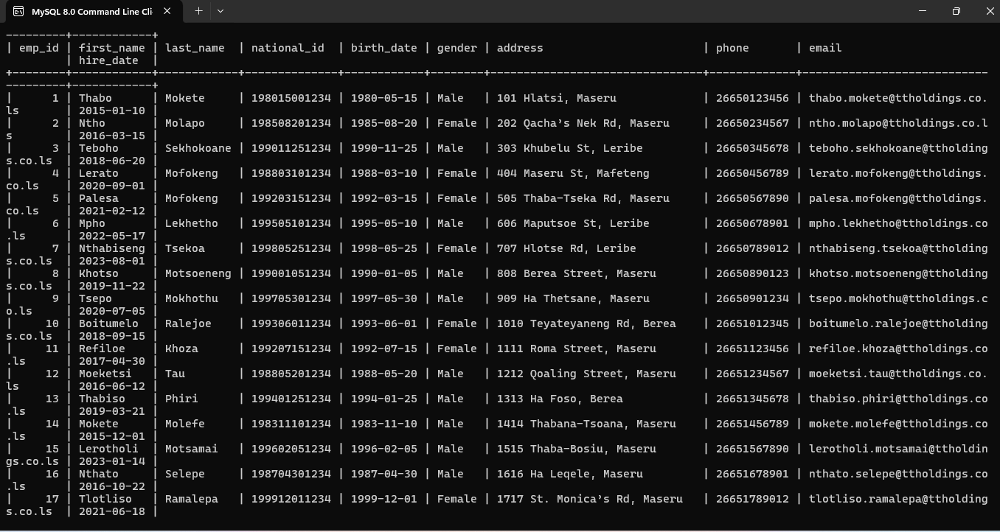 MySQL 8.0 Command Line Cli
---------+------------+
| emp_id | first_name | last_name  | national_id  | birth_date | gender | address                        | phone       | email
         | hire_date  |
+--------+------------+------------+--------------+------------+--------+--------------------------------+-------------+----------------------------
---------+------------+
|      1 | Thabo      | Mokete     | 198015001234 | 1980-05-15 | Male   | 101 Hlatsi, Maseru             | 26650123456 | thabo.mokete@ttholdings.co.
ls       | 2015-01-10 |
|      2 | Ntho       | Molapo     | 198508201234 | 1985-08-20 | Female | 202 Qacha's Nek Rd, Maseru     | 26650234567 | ntho.molapo@ttholdings.co.l
s        | 2016-03-15 |
|      3 | Teboho     | Sekhokoane | 199011251234 | 1990-11-25 | Male   | 303 Khubelu St, Leribe         | 26650345678 | teboho.sekhokoane@ttholding
s.co.ls  | 2018-06-20 |
|      4 | Lerato     | Mofokeng   | 198803101234 | 1988-03-10 | Female | 404 Maseru St, Mafeteng        | 26650456789 | lerato.mofokeng@ttholdings.
co.ls    | 2020-09-01 |
|      5 | Palesa     | Mofokeng   | 199203151234 | 1992-03-15 | Female | 505 Thaba-Tseka Rd, Maseru     | 26650567890 | palesa.mofokeng@ttholdings.
co.ls    | 2021-02-12 |
|      6 | Mpho       | Lekhetho   | 199505101234 | 1995-05-10 | Male   | 606 Maputsoe St, Leribe        | 26650678901 | mpho.lekhetho@ttholdings.co
.ls      | 2022-05-17 |
|      7 | Nthabiseng | Tsekoa     | 199805251234 | 1998-05-25 | Female | 707 Hlotse Rd, Leribe          | 26650789012 | nthabiseng.tsekoa@ttholding
s.co.ls  | 2023-08-01 |
|      8 | Khotso     | Motsoeneng | 199001051234 | 1990-01-05 | Male   | 808 Berea Street, Maseru       | 26650890123 | khotso.motsoeneng@ttholding
s.co.ls  | 2019-11-22 |
|      9 | Tsepo      | Mokhothu   | 199705301234 | 1997-05-30 | Male   | 909 Ha Thetsane, Maseru        | 26650901234 | tsepo.mokhothu@ttholdings.c
o.ls     | 2020-07-05 |
|     10 | Boitumelo  | Ralejoe    | 199306011234 | 1993-06-01 | Female | 1010 Teyateyaneng Rd, Berea    | 26651012345 | boitumelo.ralejoe@ttholding
s.co.ls  | 2018-09-15 |
|     11 | Refiloe    | Khoza      | 199207151234 | 1992-07-15 | Female | 1111 Roma Street, Maseru       | 26651123456 | refiloe.khoza@ttholdings.co
.ls      | 2017-04-30 |
|     12 | Moeketsi   | Tau        | 198805201234 | 1988-05-20 | Male   | 1212 Qoaling Street, Maseru    | 26651234567 | moeketsi.tau@ttholdings.co.
ls       | 2016-06-12 |
|     13 | Thabiso    | Phiri      | 199401251234 | 1994-01-25 | Male   | 1313 Ha Foso, Berea            | 26651345678 | thabiso.phiri@ttholdings.co
.ls      | 2019-03-21 |
|     14 | Mokete     | Molefe     | 198311101234 | 1983-11-10 | Male   | 1414 Thabana-Tsoana, Maseru    | 26651456789 | mokete.molefe@ttholdings.co
.ls      | 2015-12-01 |
|     15 | Lerotholi  | Motsamai   | 199602051234 | 1996-02-05 | Male   | 1515 Thaba-Bosiu, Maseru       | 26651567890 | lerotholi.motsamai@ttholdin
gs.co.ls | 2023-01-14 |
|     16 | Nthato     | Selepe     | 198704301234 | 1987-04-30 | Male   | 1616 Ha Leqele, Maseru         | 26651678901 | nthato.selepe@ttholdings.co
.ls      | 2016-10-22 |
|     17 | Tlotliso   | Ramalepa   | 199912011234 | 1999-12-01 | Female | 1717 St. Monica's Rd, Maseru   | 26651789012 | tlotliso.ramalepa@ttholding
s.co.ls  | 2021-06-18 |